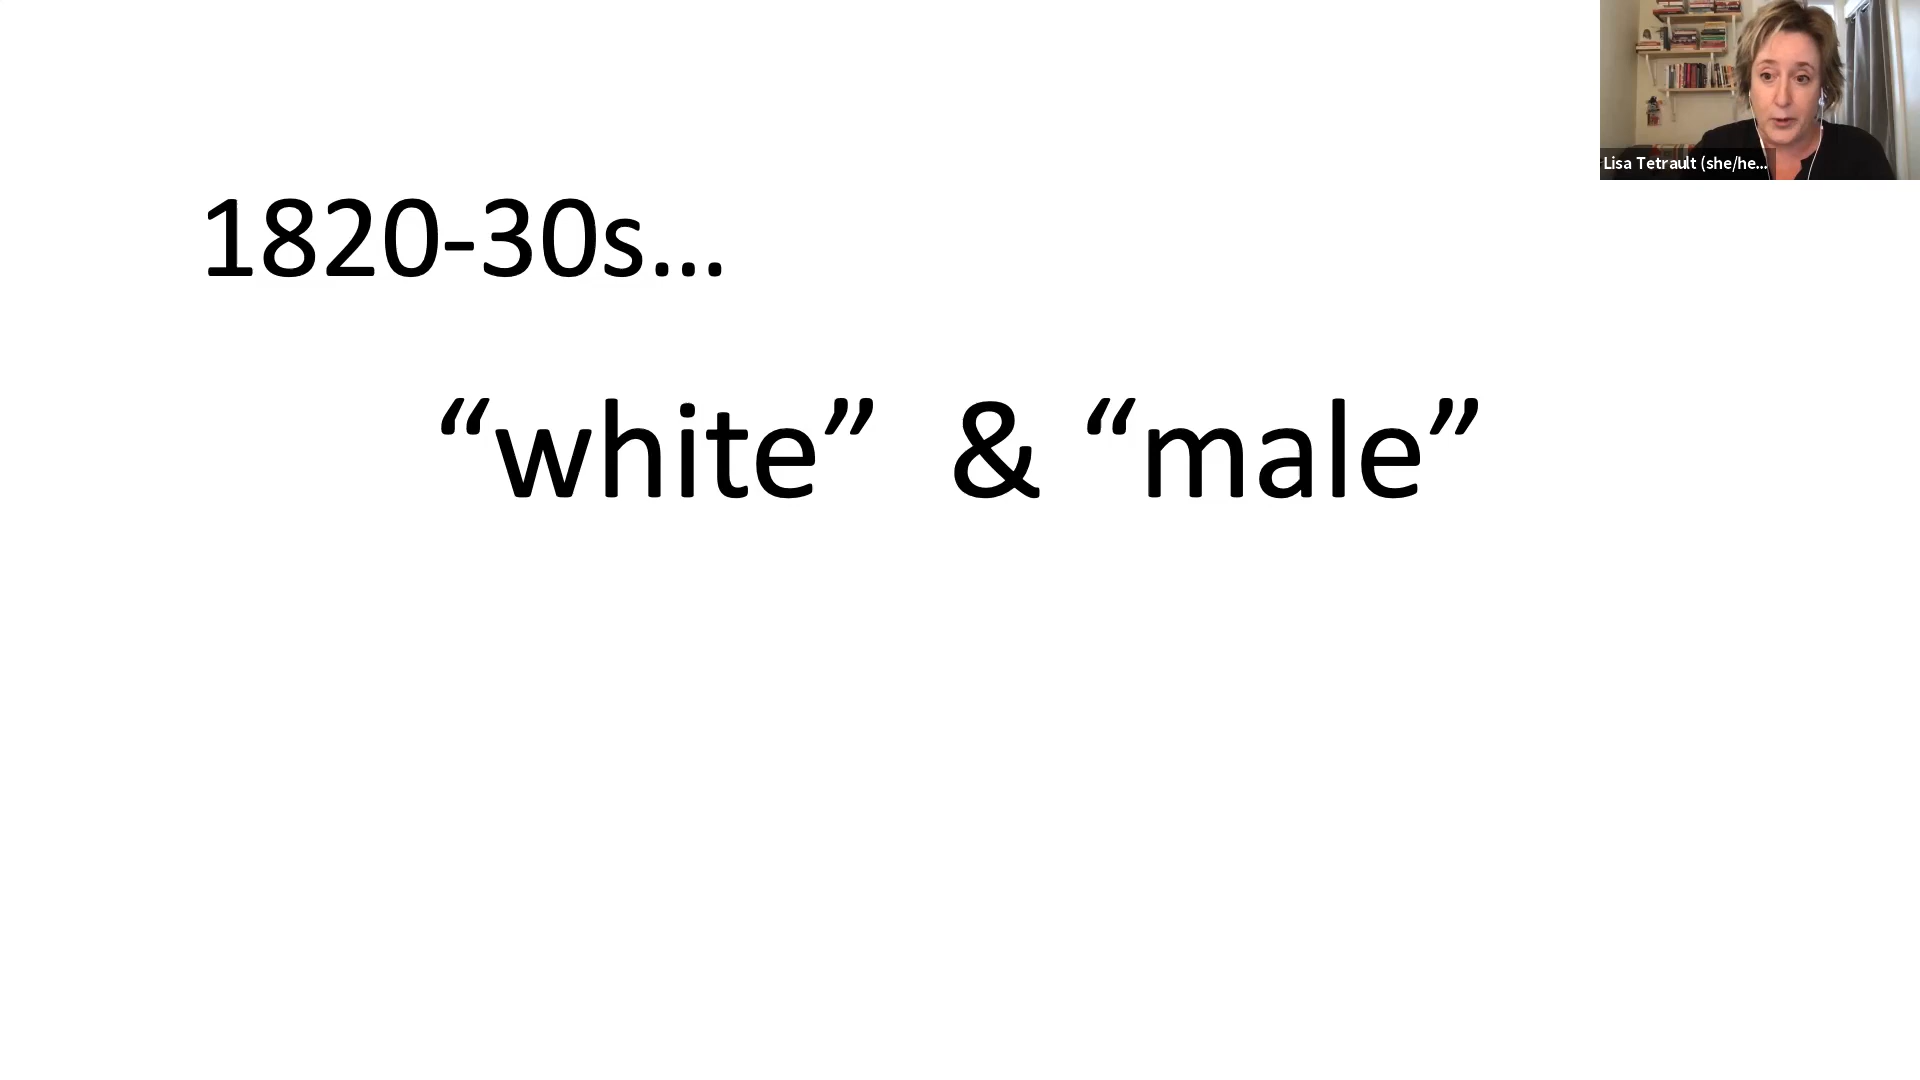 Lisa Tetrault (she/he...
1820-30s...
“white”  & “male”